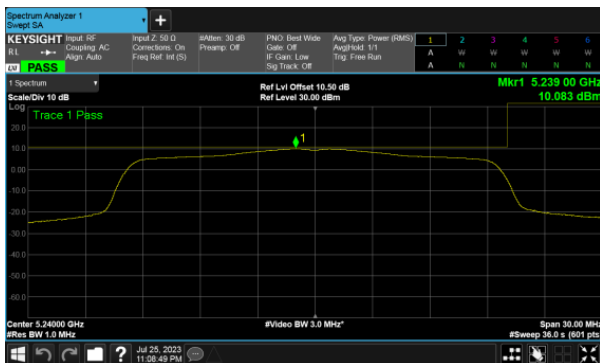 Spectrum Analyzer 1
Swept SA
+
KEYSIGHT Input: RF Input Z: 50 Ω #Atten: 30 dB PNO: Best Wide Avg Type: Power (RMS) 1 2 3 4 5 6
RL Coupling: AC Corrections: On Preamp: Off Gate: Off Avg|Hold: 1/1 A W W W W W
Align: Auto Freq Ref: Int (S) IF Gain: Low Trig: Free Run
Sig Track: Off
LXI PASS A N N N N N
1 Spectrum Ref Lvl Offset 10.50 dB Mkr1 5.239 00 GHz
Scale/Div 10 dB Ref Level 30.00 dBm 10.083 dBm
Log
Trace 1 Pass
20.0
1
10.0
0.00
-10.0
-20.0
-30.0
-40.0
-50.0
-60.0
Center 5.24000 GHz #Video BW 3.0 MHz* Span 30.00 MHz
#Res BW 1.0 MHz #Sweep 36.0 s (601 pts)
? Jul 25, 2023
11:08:49 PM